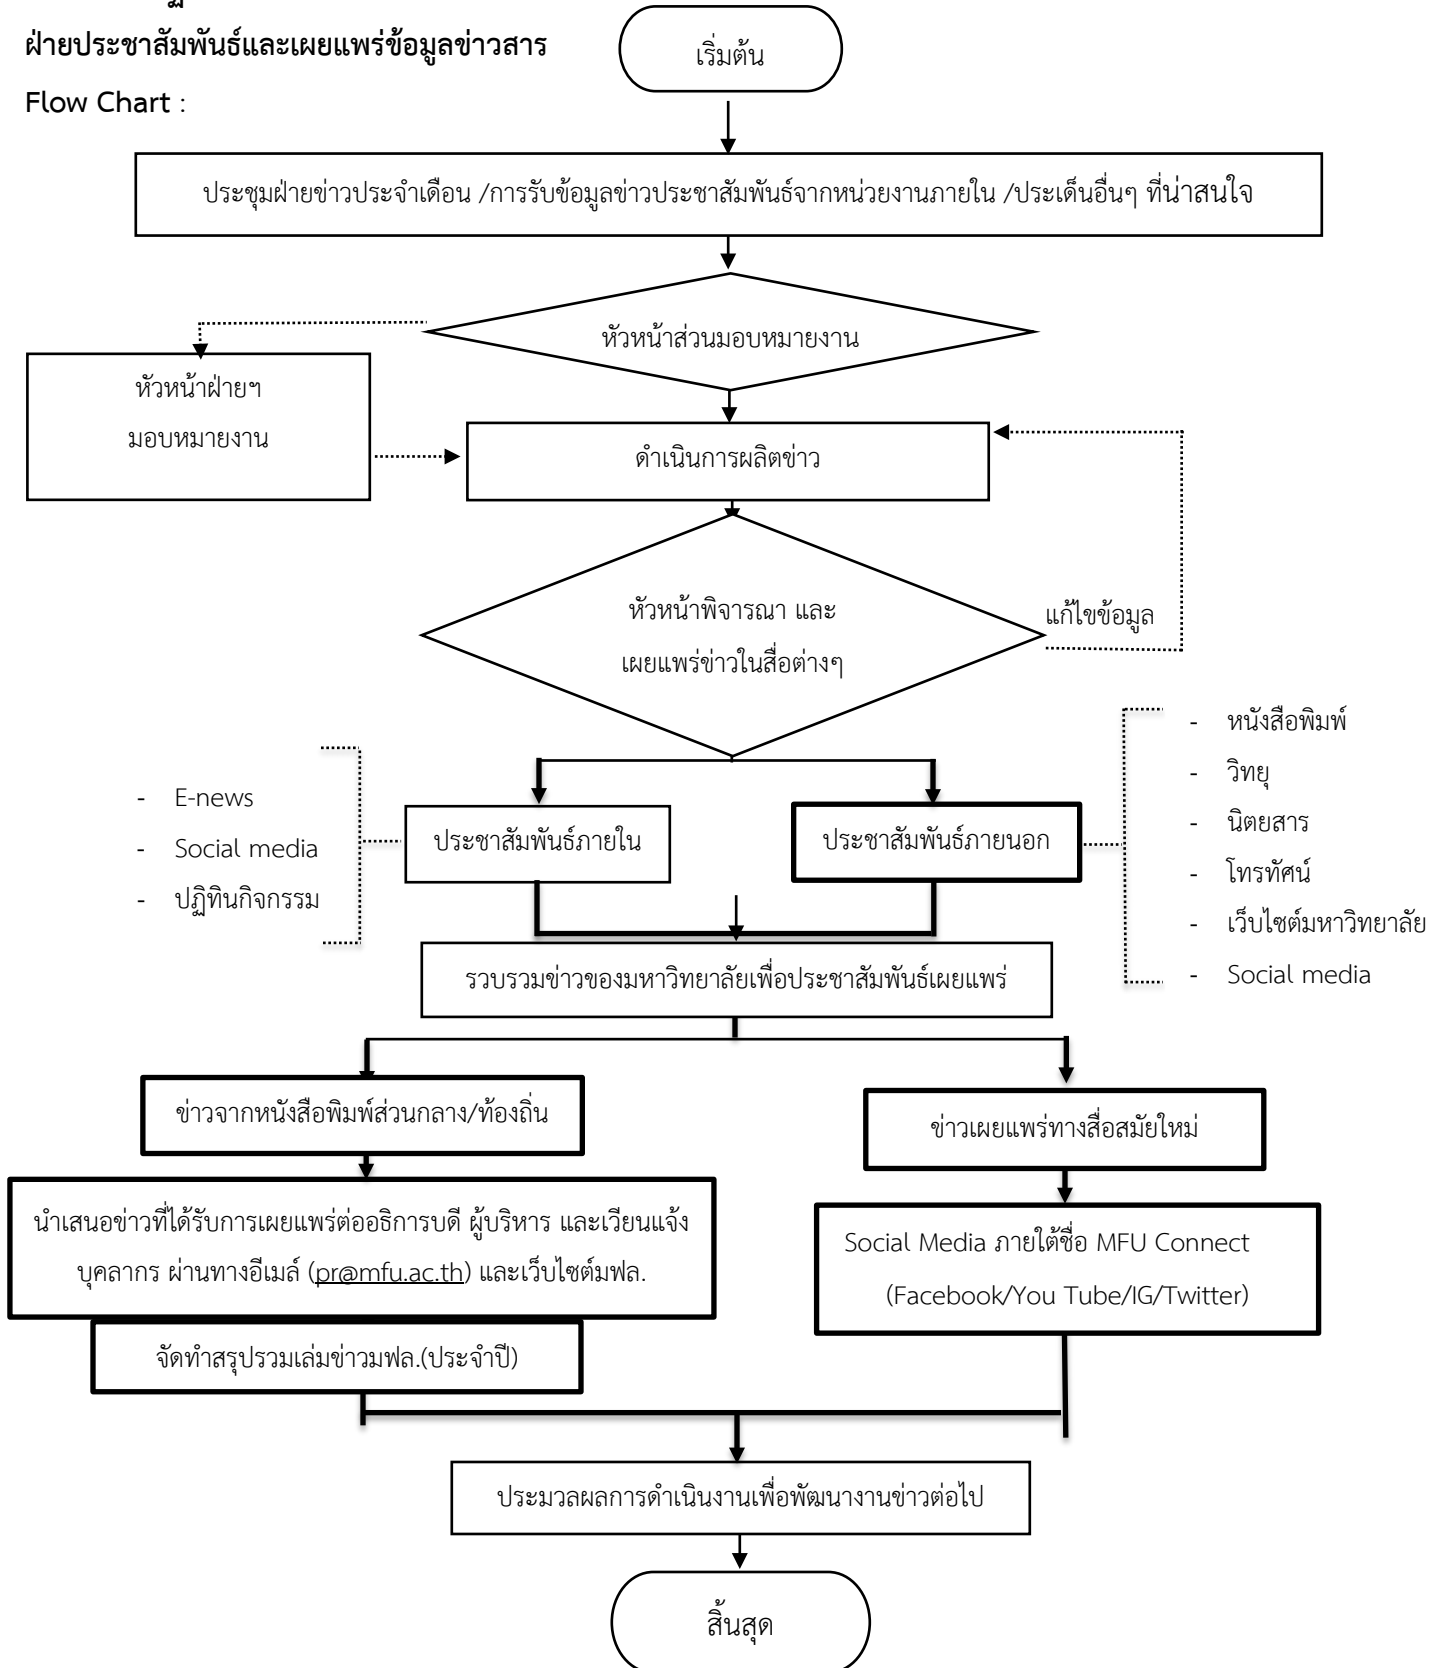 ฝ่ายประชาสัมพันธ์และเผยแพร่ข้อมูลข่าวสาร
Flow Chart :
เริ่มต้น
ประชุมฝ่ายข่าวประจำเดือน /การรับข้อมูลข่าวประชาสัมพันธ์จากหน่วยงานภายใน /ประเด็นอื่นๆ ที่น่าสนใจ
หัวหน้าส่วนมอบหมายงาน
หัวหน้าฝ่ายฯ
มอบหมายงาน
ดำเนินการผลิตข่าว
หัวหน้าพิจารณา และ
เผยแพร่ข่าวในสื่อต่างๆ
แก้ไขข้อมูล
- E-news
- Social media
- ปฏิทินกิจกรรม
ประชาสัมพันธ์ภายใน
ประชาสัมพันธ์ภายนอก
- หนังสือพิมพ์
- วิทยุ
- นิตยสาร
- โทรทัศน์
- เว็บไซต์มหาวิทยาลัย
- Social media
รวบรวมข่าวของมหาวิทยาลัยเพื่อประชาสัมพันธ์เผยแพร่
ข่าวจากหนังสือพิมพ์ส่วนกลาง/ท้องถิ่น
ข่าวเผยแพร่ทางสื่อสมัยใหม่
นำเสนอข่าวที่ได้รับการเผยแพร่ต่ออธิการบดี ผู้บริหาร และเวียนแจ้ง
บุคลากร ผ่านทางอีเมล์ (pr@mfu.ac.th) และเว็บไซต์มฟล.
Social Media ภายใต้ชื่อ MFU Connect
(Facebook/You Tube/IG/Twitter)
จัดทำสรุปรวมเล่มข่าวมฟล.(ประจำปี)
ประมวลผลการดำเนินงานเพื่อพัฒนางานข่าวต่อไป
สิ้นสุด